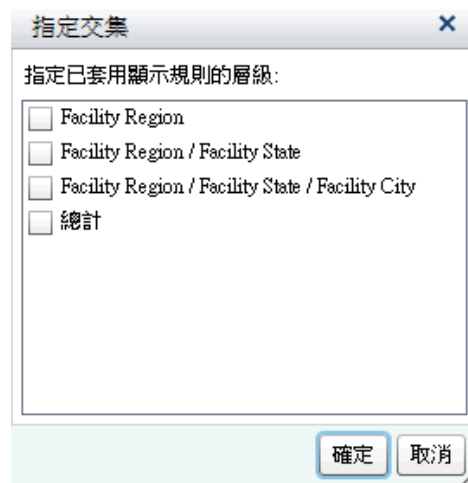 指定交集
指定已套用顯示規則的層級:
Facility Region
Facility Region / Facility State
Facility Region / Facility State / Facility City
總計
確定 取消